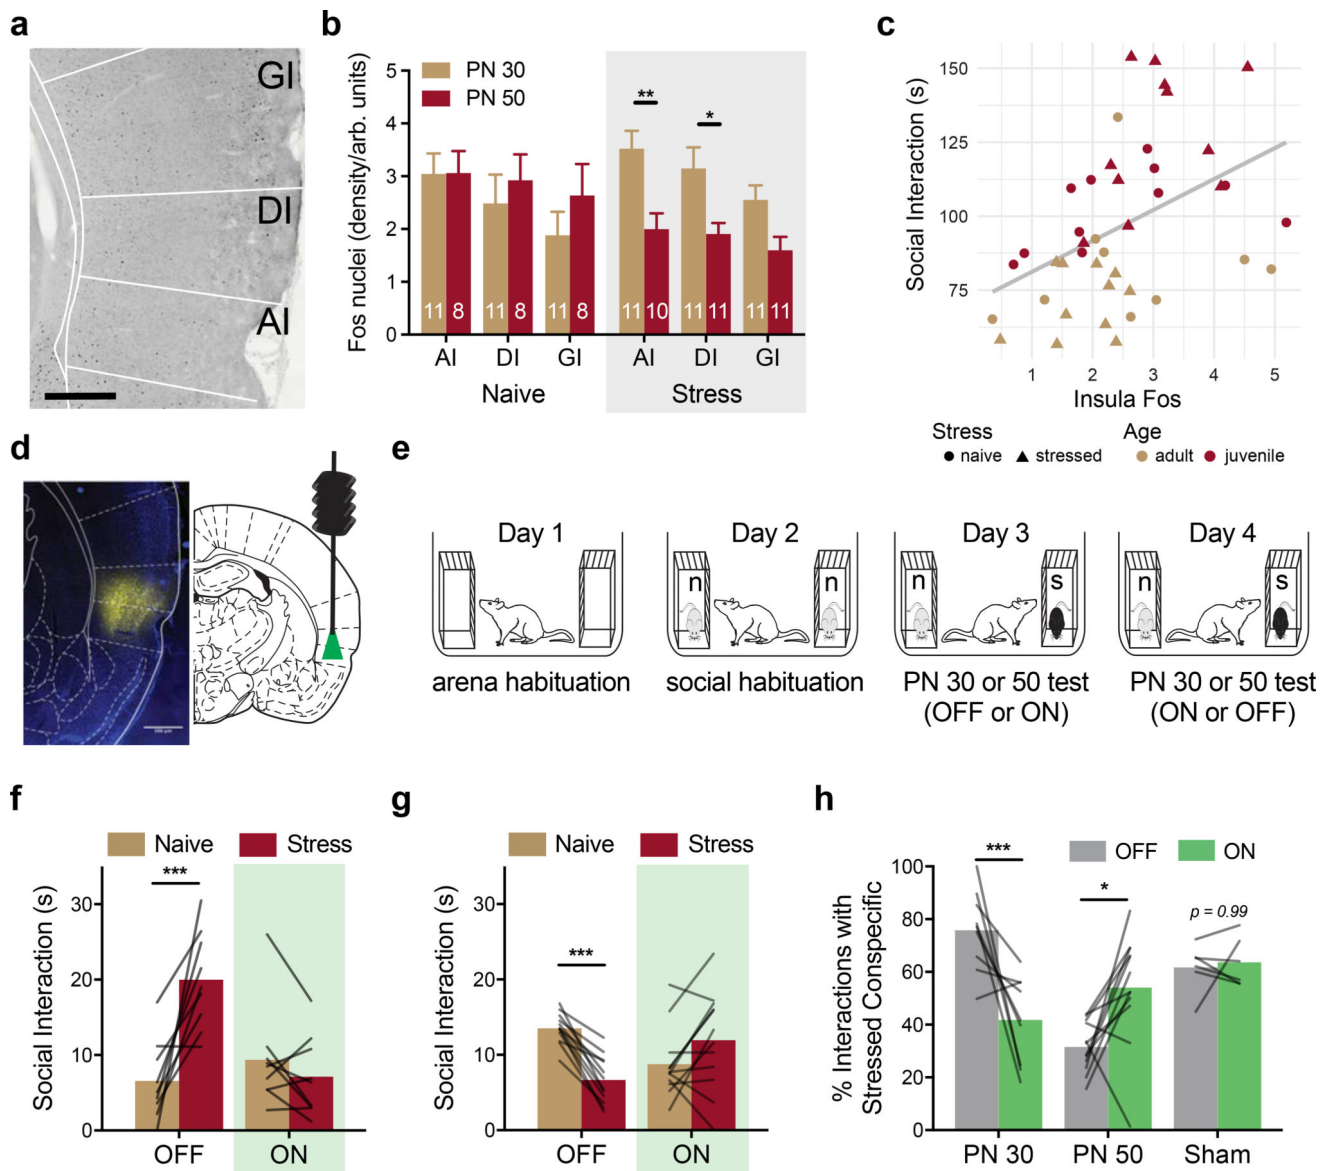 a
GI
DI
AI
b
Fos nuclei (density/arb. units)
PN 30
PN 50
5
4
3
2
1
0
**
*
11 8 11 8 11 8 11 10 11 11 11 11
AI DI GI AI DI GI
Naive Stress
c
Social Interaction (s)
150
125
100
75
1 2 3 4 5
Insula Fos
Stress Age
naive stressed adult juvenile
d
e
Day 1 Day 2 Day 3 Day 4
n n n s n s
arena habituation social habituation PN 30 or 50 test PN 30 or 50 test
(OFF or ON) (ON or OFF)
f
Naive Stress
Social Interaction (s)
30
20
10
0
***
OFF ON
g
Naive Stress
Social Interaction (s)
30
20
10
0
***
OFF ON
h
OFF ON
% Interactions with
Stressed Conspecific
100
80
60
40
20
0
***
*
p = 0.99
PN 30 PN 50 Sham